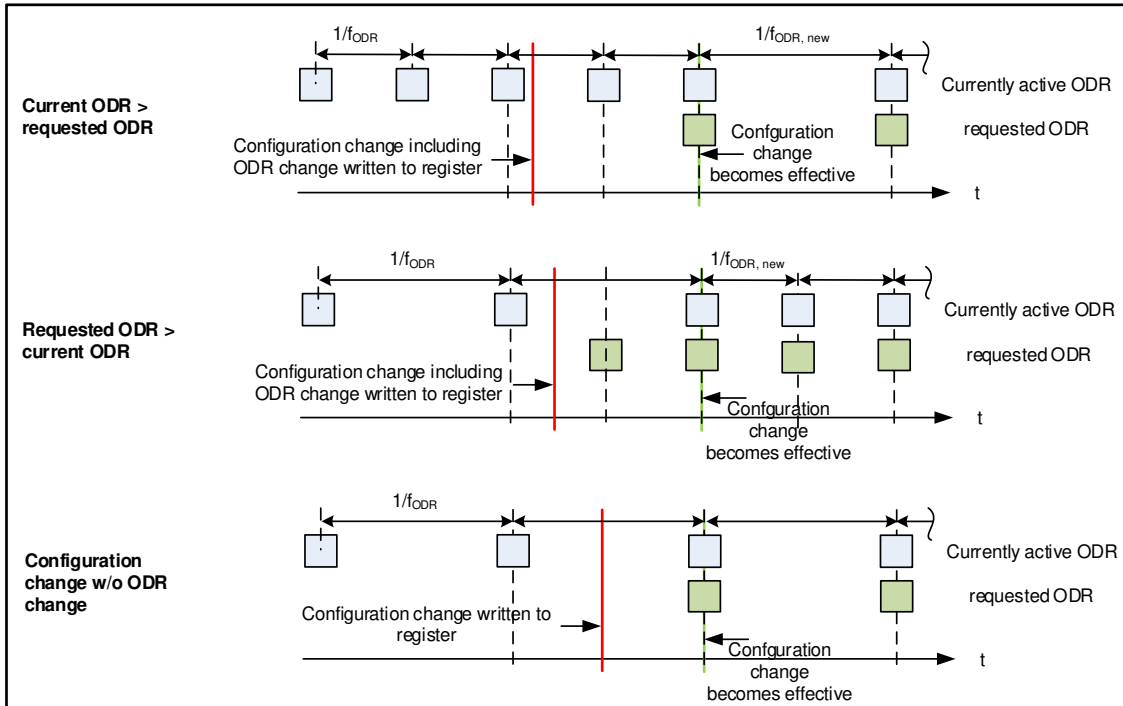 1/fODR
1/fODR, new
Current ODR >
requested ODR
Currently active ODR
requested ODR
Configuration change including
ODR change written to register
Confguration
change
becomes effective
t
1/fODR
1/fODR, new
Requested ODR >
current ODR
Currently active ODR
requested ODR
Configuration change including
ODR change written to register
Confguration
change
becomes effective
t
1/fODR
Configuration
change w/o ODR
change
Currently active ODR
requested ODR
Configuration change written to
register
Confguration
change
becomes effective
t